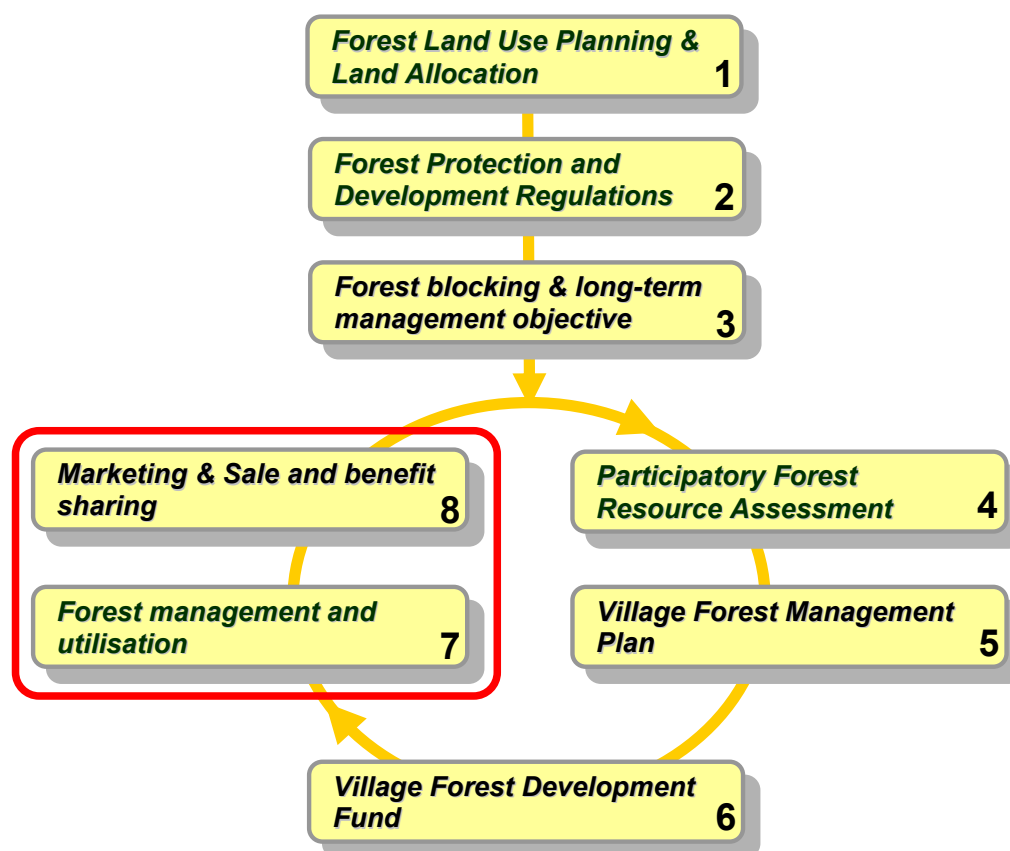 Forest Land Use Planning &
Land Allocation
1
Forest Protection and
Development Regulations
2
Forest blocking & long-term
management objective
3
Participatory Forest
Resource Assessment
4
Village Forest Management
Plan
5
Village Forest Development
Fund
6
Forest management and
utilisation
7
Marketing & Sale and benefit
sharing
8